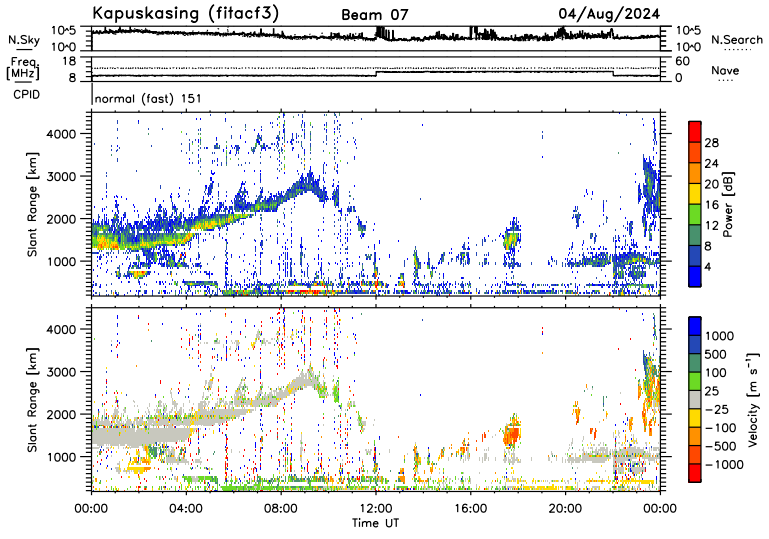 Kapuskasing (fitacf3) Beam 07 04/Aug/2024
N.Sky 10^5 10^0 10^5 10^0 N.Search
Freq. [MHz] 18 8 60 0 Nave
CPID normal (fast) 151
Slant Range [km] 4000 3000 2000 1000
Power [dB] 28 24 20 16 12 8 4
Slant Range [km] 4000 3000 2000 1000
Velocity [m s⁻¹] 1000 500 100 25 −25 −100 −500 −1000
00:00 04:00 08:00 12:00 16:00 20:00 00:00
Time UT